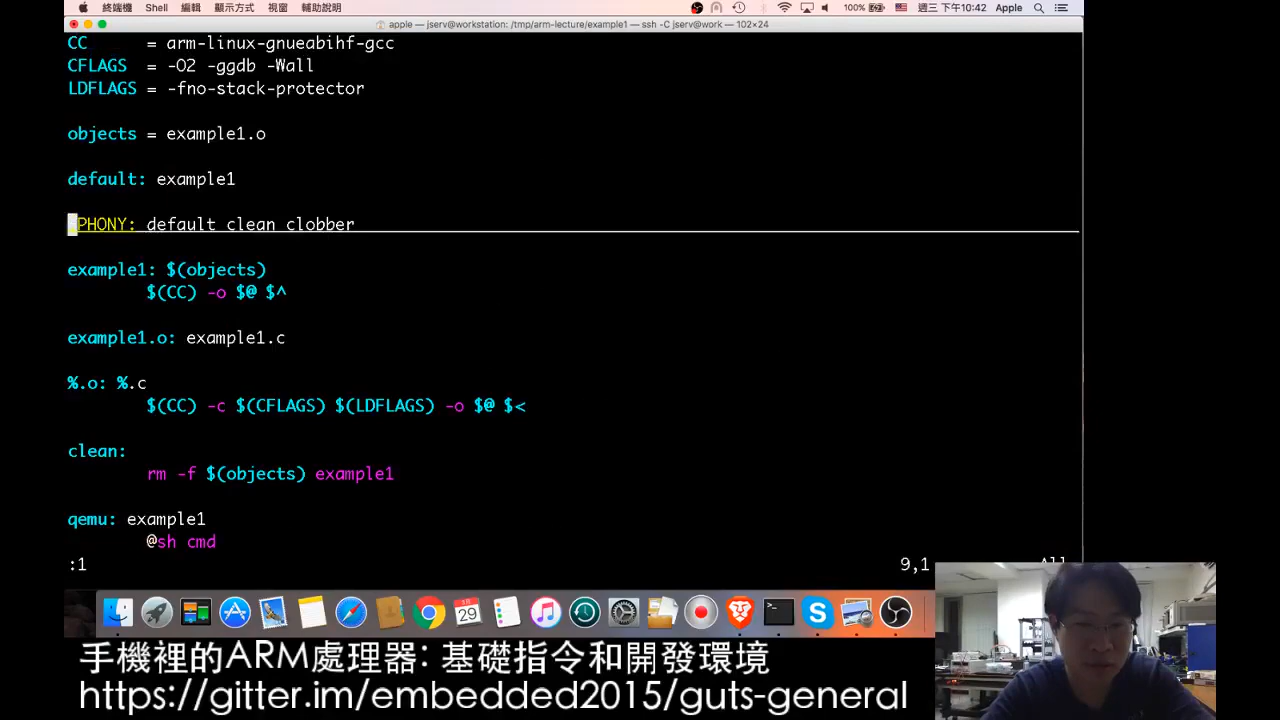 Shell 編輯 顯示方式 視窗 輔助說明 100% 週三 下午10:42 Apple
apple — jserv@workstation: /tmp/arm-lecture/example1 — ssh -C jserv@work — 102×24
CC = arm-linux-gnueabihf-gcc
CFLAGS = -O2 -ggdb -Wall
LDFLAGS = -fno-stack-protector
objects = example1.o
default: example1
.PHONY: default clean clobber
example1: $(objects)
$(CC) -o $@ $^
example1.o: example1.c
%.o: %.c
$(CC) -c $(CFLAGS) $(LDFLAGS) -o $@ $<
clean:
rm -f $(objects) example1
qemu: example1
@sh cmd
:1 9,1 All
29
手機裡的ARM處理器: 基礎指令和開發環境
https://gitter.im/embedded2015/guts-general